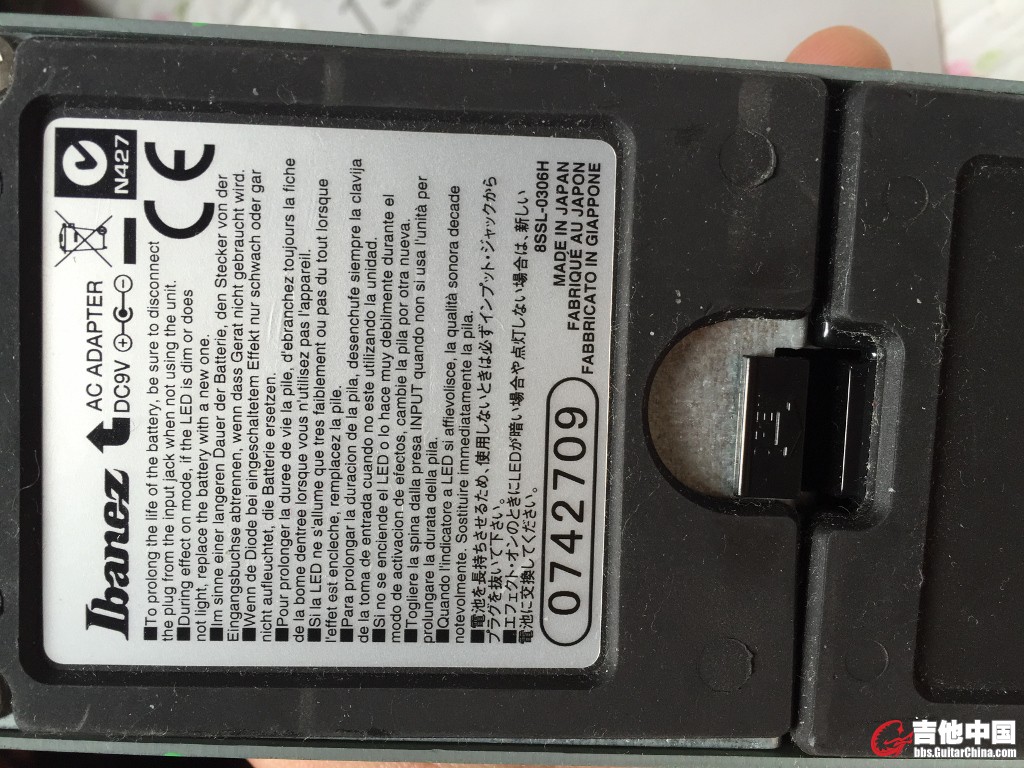 Ibanez t AC ADAPTER
DC9V
N427
CE
■To prolong the life of the battery, be sure to disconnect
the plug from the input jack when not using the unit.
■During effect on mode, if the LED is dim or does
not light, replace the battery with a new one.
■Im sinne einer langeren Dauer der Batterie, den Stecker von der
Eingangsbuchse abtrennen, wenn dass Gerat nicht gebraucht wird.
■Wenn die Diode bei eingeschaltetem Effekt nur schwach oder gar
nicht aufleuchtet, die Batterie ersetzen.
■Pour prolonger la duree de vie la pile, d'ebranchez toujours la fiche
de la borne dentree lorsque vous n'utilisez pas l'appareil.
■Si la LED ne s'allume que tres faiblement ou pas du tout lorsque
l'effet est encleche, remplacez la pile.
■Para prolongar la duracion de la pila, desenchufe siempre la clavija
de la toma de entrada cuando no este utilizando la unidad.
■Si no se enciende el LED o lo hace muy debilmente durante el
modo de activacion de efectos, cambie la pila por otra nueva.
■Togliere la spina dalla presa INPUT quando non si usa l'unità per
prolungare la durata della pila.
■Quando l'indicatore a LED si affievolisce, la qualità sonora decade
notevolmente. Sostituire immediatamente la pila.
■電池を長持ちさせるため、使用しないときは必ずインプット・ジャックから
プラグを抜いて下さい。
■エフェクト・オンのときにLEDが暗い場合や点灯しない場合は、新しい
電池に交換してください。
8SSL-0306H
0742709
MADE IN JAPAN
FABRIQUÉ AU JAPON
FABBRICATO IN GIAPPONE
吉他中国
bbs.GuitarChina.com